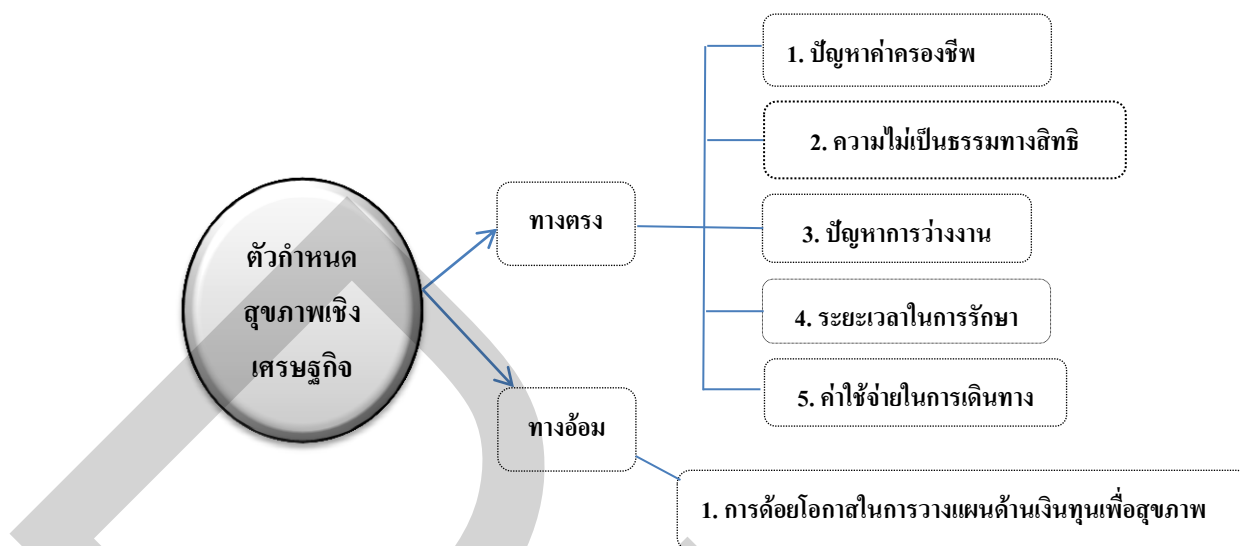 ตัวกำหนด
สุขภาพเชิง
เศรษฐกิจ
ทางตรง
1. ปัญหาค่าครองชีพ
2. ความไม่เป็นธรรมทางสิทธิ
3. ปัญหาการว่างงาน
4. ระยะเวลาในการรักษา
5. ค่าใช้จ่ายในการเดินทาง
ทางอ้อม
1. การด้อยโอกาสในการวางแผนด้านเงินทุนเพื่อสุขภาพ